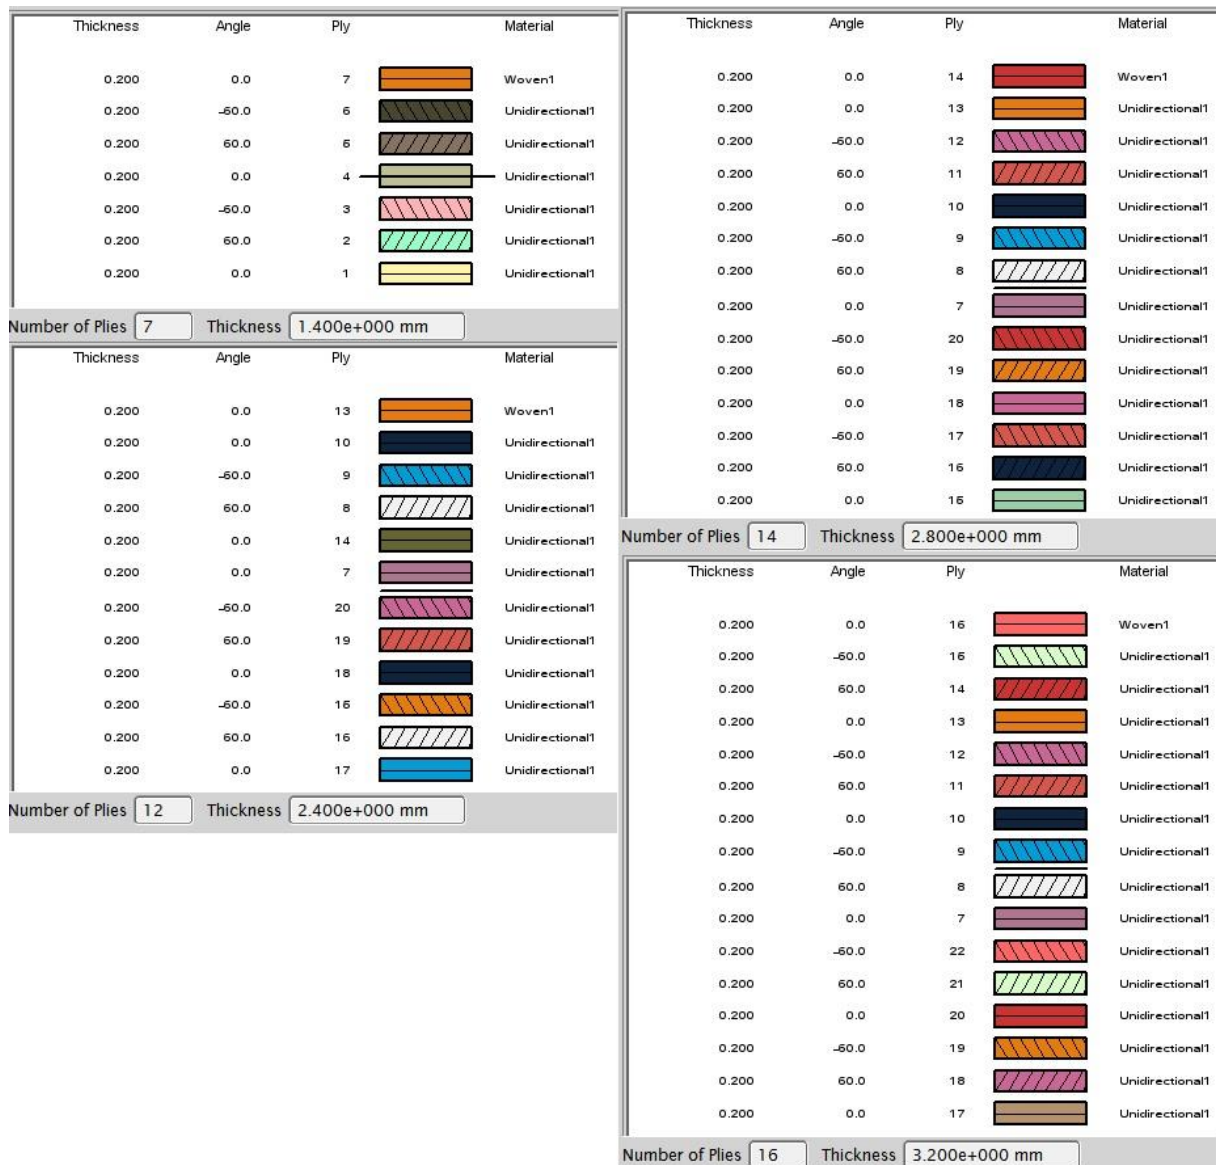 Thickness Angle Ply Material
0.200 0.0 7 Woven1
0.200 -60.0 6 Unidirectional1
0.200 60.0 5 Unidirectional1
0.200 0.0 4 Unidirectional1
0.200 -60.0 3 Unidirectional1
0.200 60.0 2 Unidirectional1
0.200 0.0 1 Unidirectional1
Number of Plies 7 Thickness 1.400e+000 mm
Thickness Angle Ply Material
0.200 0.0 13 Woven1
0.200 0.0 10 Unidirectional1
0.200 -60.0 9 Unidirectional1
0.200 60.0 8 Unidirectional1
0.200 0.0 14 Unidirectional1
0.200 0.0 7 Unidirectional1
0.200 -60.0 20 Unidirectional1
0.200 60.0 19 Unidirectional1
0.200 0.0 18 Unidirectional1
0.200 -60.0 15 Unidirectional1
0.200 60.0 16 Unidirectional1
0.200 0.0 17 Unidirectional1
Number of Plies 12 Thickness 2.400e+000 mm
Thickness Angle Ply Material
0.200 0.0 14 Woven1
0.200 0.0 13 Unidirectional1
0.200 -60.0 12 Unidirectional1
0.200 60.0 11 Unidirectional1
0.200 0.0 10 Unidirectional1
0.200 -60.0 9 Unidirectional1
0.200 60.0 8 Unidirectional1
0.200 0.0 7 Unidirectional1
0.200 -60.0 20 Unidirectional1
0.200 60.0 19 Unidirectional1
0.200 0.0 18 Unidirectional1
0.200 -60.0 17 Unidirectional1
0.200 60.0 16 Unidirectional1
0.200 0.0 15 Unidirectional1
Number of Plies 14 Thickness 2.800e+000 mm
Thickness Angle Ply Material
0.200 0.0 16 Woven1
0.200 -60.0 15 Unidirectional1
0.200 60.0 14 Unidirectional1
0.200 0.0 13 Unidirectional1
0.200 -60.0 12 Unidirectional1
0.200 60.0 11 Unidirectional1
0.200 0.0 10 Unidirectional1
0.200 -60.0 9 Unidirectional1
0.200 60.0 8 Unidirectional1
0.200 0.0 7 Unidirectional1
0.200 -60.0 22 Unidirectional1
0.200 60.0 21 Unidirectional1
0.200 0.0 20 Unidirectional1
0.200 -60.0 19 Unidirectional1
0.200 60.0 18 Unidirectional1
0.200 0.0 17 Unidirectional1
Number of Plies 16 Thickness 3.200e+000 mm